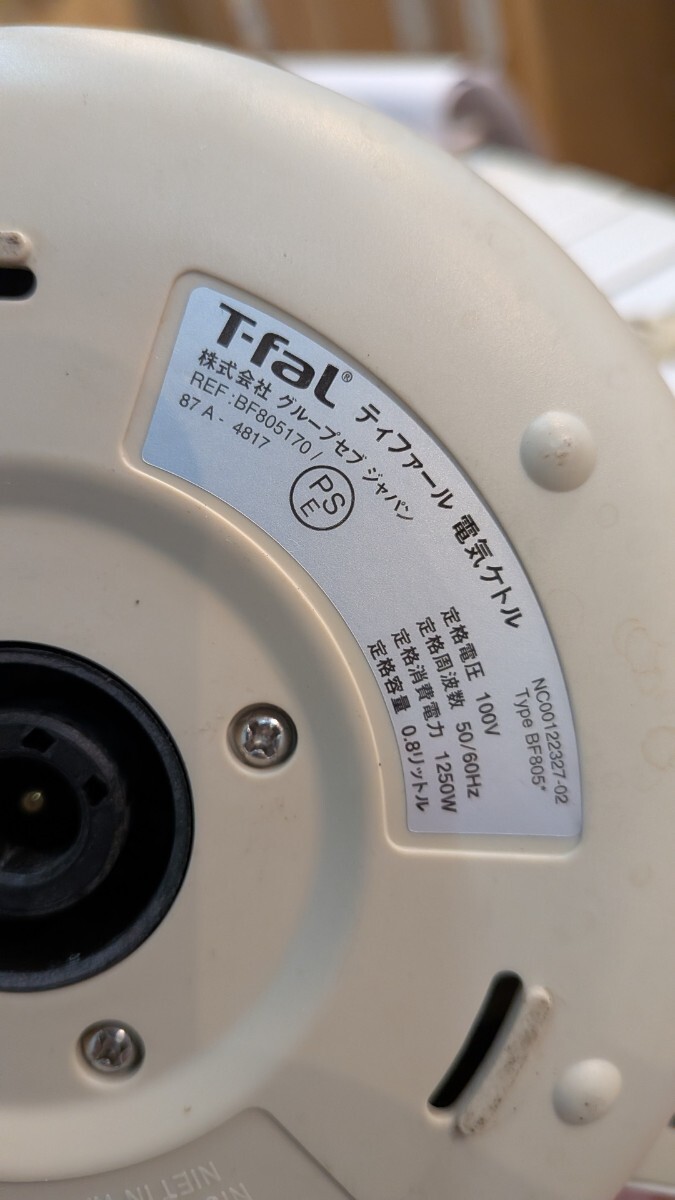 T-faL® ティファール 電気ケトル
株式会社 グループセブ ジャパン
REF:BF805170 /
87 A - 4817
PSE
定格電圧 100V
定格周波数 50/60Hz
定格消費電力 1250W
定格容量 0.8リットル
NC00122327-02
Type BF805*
NIET IN